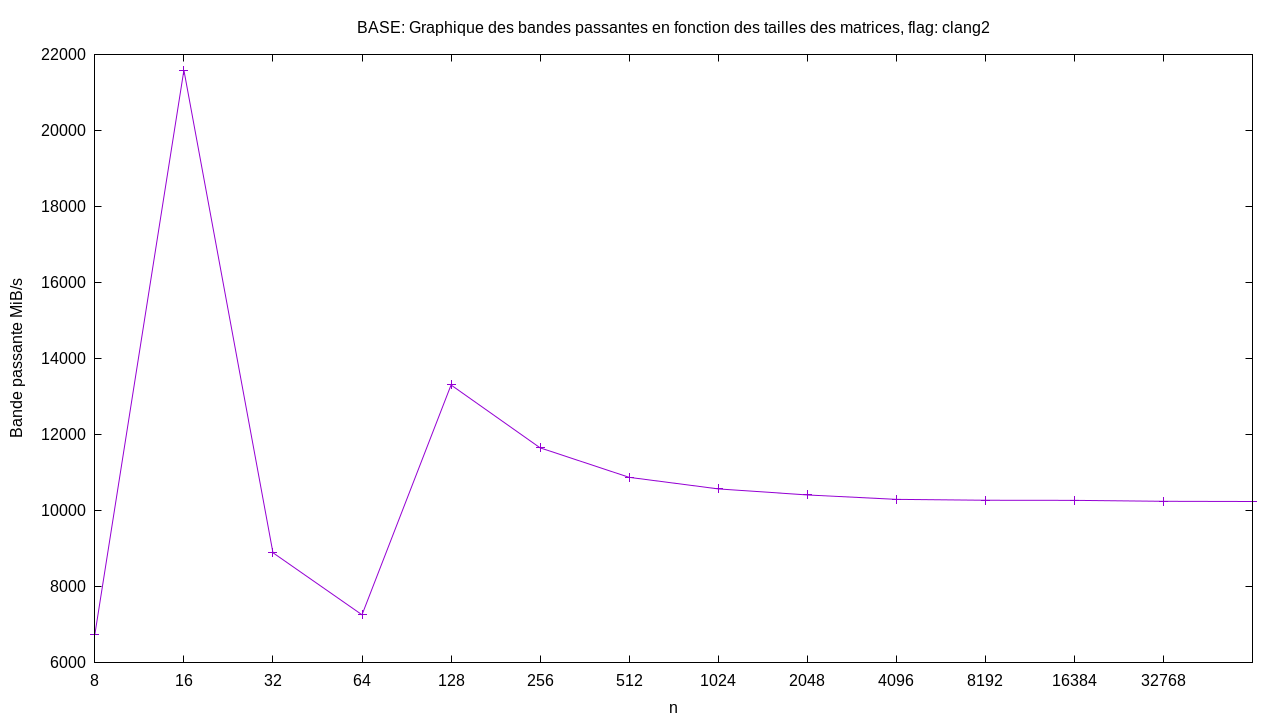 BASE: Graphique des bandes passantes en fonction des tailles des matrices, flag: clang2
22000
20000
18000
16000
14000
12000
10000
8000
6000
Bande passante MiB/s
8 16 32 64 128 256 512 1024 2048 4096 8192 16384 32768
n